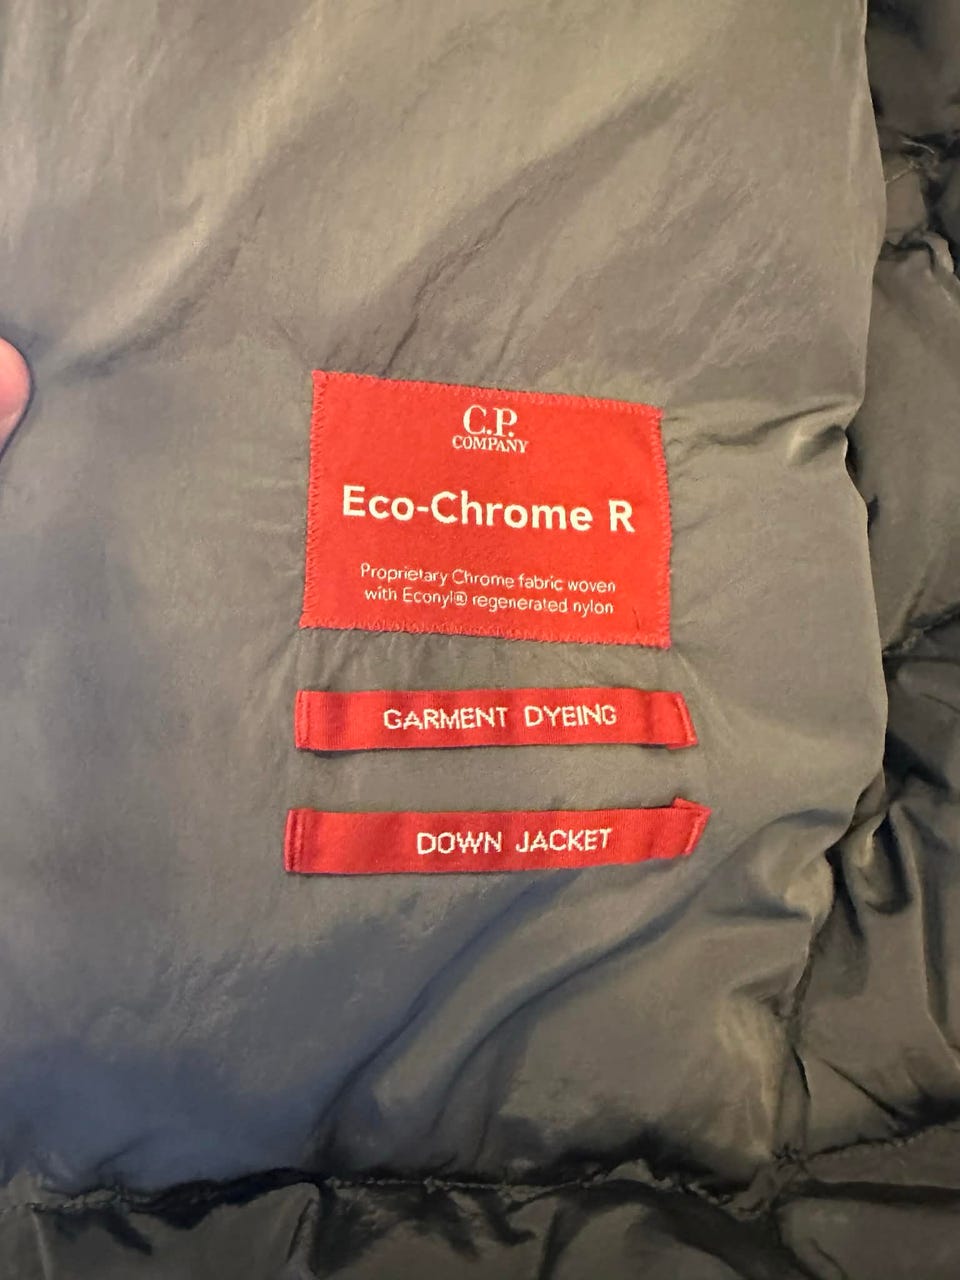 C.P.
COMPANY
Eco-Chrome R
Proprietary Chrome fabric woven
with Econyl® regenerated nylon
GARMENT DYEING
DOWN JACKET